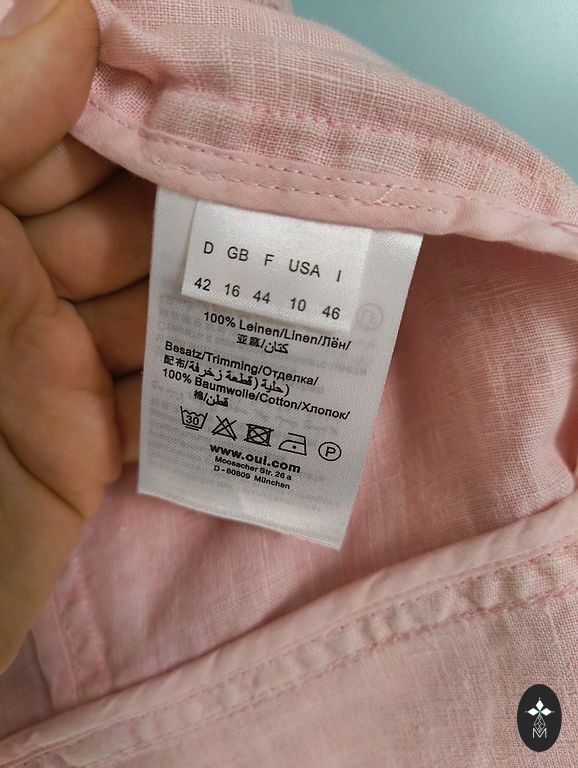 D GB F USA I
42 16 44 10 46
100% Leinen/Linen/Лён/
亚麻/كتان
Besatz/Trimming/Отделка/
配布/حلية (قطعة زخرفة)
100% Baumwolle/Cotton/Хлопок/
棉/قطن
30 P
www.oui.com
Moosacher Str. 26 a
D - 80809 München
M